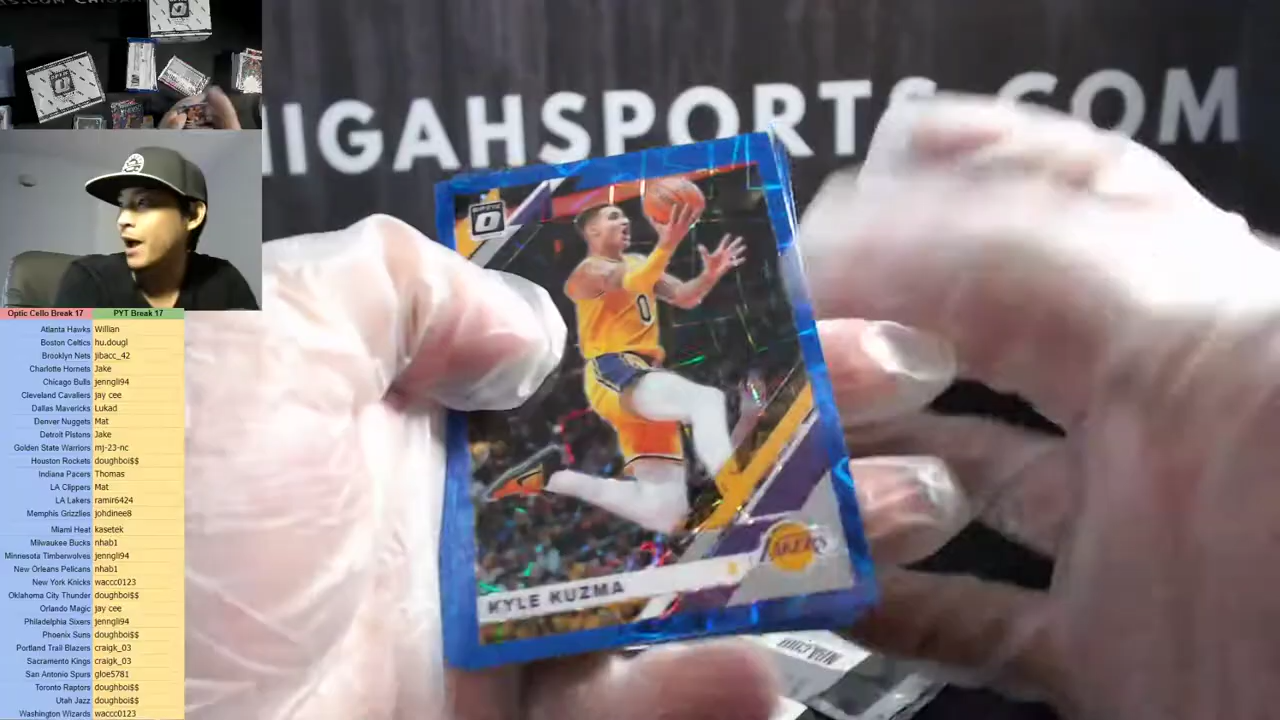 IGAHSPORTS.COM
OPTIC
KYLE KUZMA
LAKERS
0
Optic Cello Break 17 PYT Break 17
Atlanta Hawks Willian
Boston Celtics hu.dougl
Brooklyn Nets jibacc_42
Charlotte Hornets Jake
Chicago Bulls jenngli94
Cleveland Cavaliers jay cee
Dallas Mavericks Lukad
Denver Nuggets Mat
Detroit Pistons Jake
Golden State Warriors mj-23-nc
Houston Rockets doughboi$$
Indiana Pacers Thomas
LA Clippers Mat
LA Lakers ramir6424
Memphis Grizzlies johdinee8
Miami Heat kasetek
Milwaukee Bucks nhab1
Minnesota Timberwolves jenngli94
New Orleans Pelicans nhab1
New York Knicks waccc0123
Oklahoma City Thunder doughboi$$
Orlando Magic jay cee
Philadelphia Sixers jenngli94
Phoenix Suns doughboi$$
Portland Trail Blazers craigk_03
Sacramento Kings craigk_03
San Antonio Spurs gloe5781
Toronto Raptors doughboi$$
Utah Jazz doughboi$$
Washington Wizards waccc0123